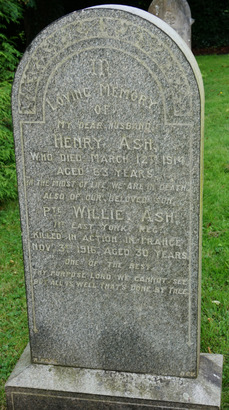 IN
LOVING MEMORY
OF
MY DEAR HUSBAND
HENRY ASH,
WHO DIED MARCH 12TH 1914
AGED 63 YEARS.
IN THE MIDST OF LIFE WE ARE IN DEATH.
ALSO OF OUR BELOVED SON
PTE WILLIE ASH,
EAST YORK. REGT
KILLED IN ACTION IN FRANCE
NOV 3RD 1916, AGED 30 YEARS.
ONE OF THE BEST.
THY PURPOSE LORD WE CANNOT SEE
BUT ALL IS WELL THAT'S DONE BY THEE